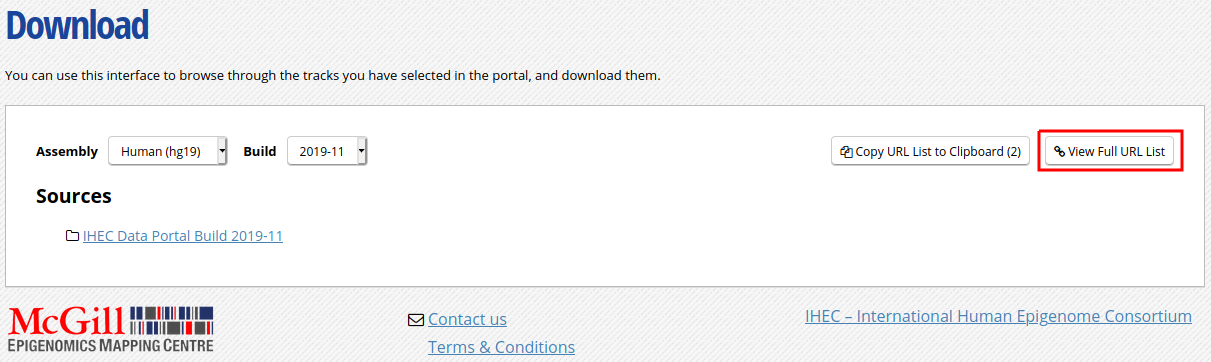 Download
You can use this interface to browse through the tracks you have selected in the portal, and download them.
Assembly Human (hg19) Build 2019-11 Copy URL List to Clipboard (2) View Full URL List
Sources
IHEC Data Portal Build 2019-11
McGill
EPIGENOMICS MAPPING CENTRE
Contact us
Terms & Conditions
IHEC – International Human Epigenome Consortium